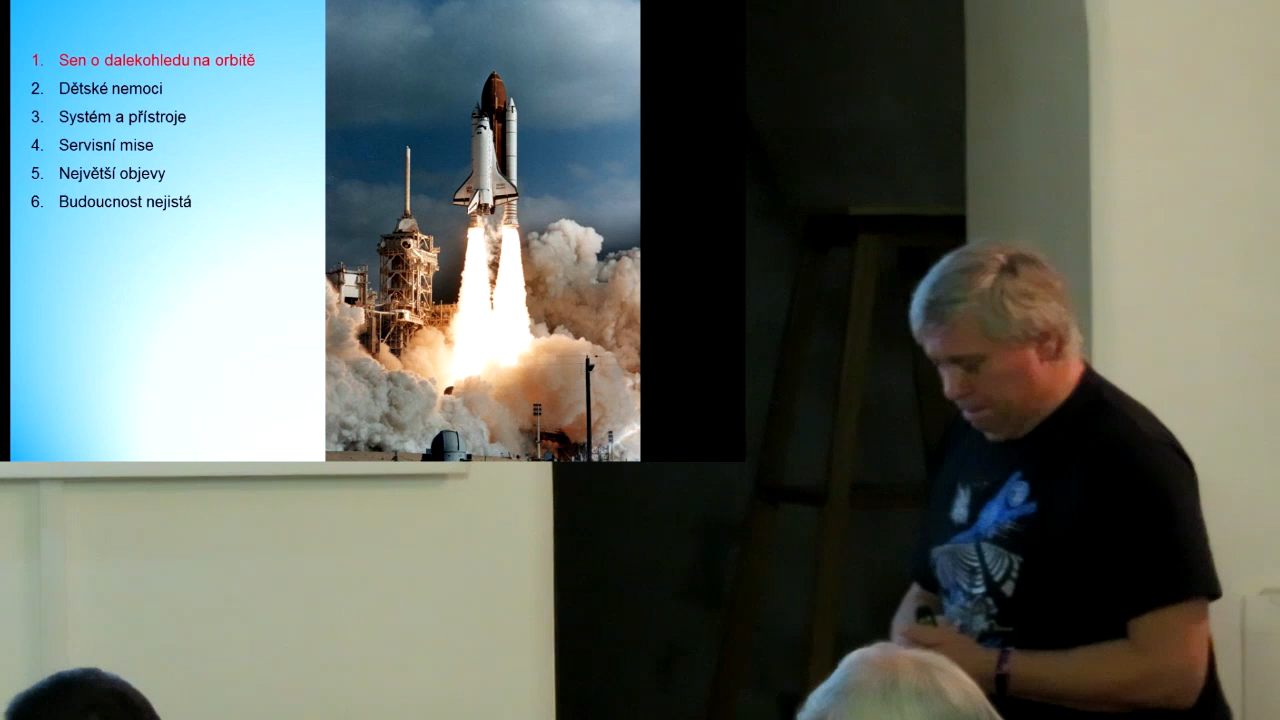 1. Sen o dalekohledu na orbitě
2. Dětské nemoci
3. Systém a přístroje
4. Servisní mise
5. Největší objevy
6. Budoucnost nejistá